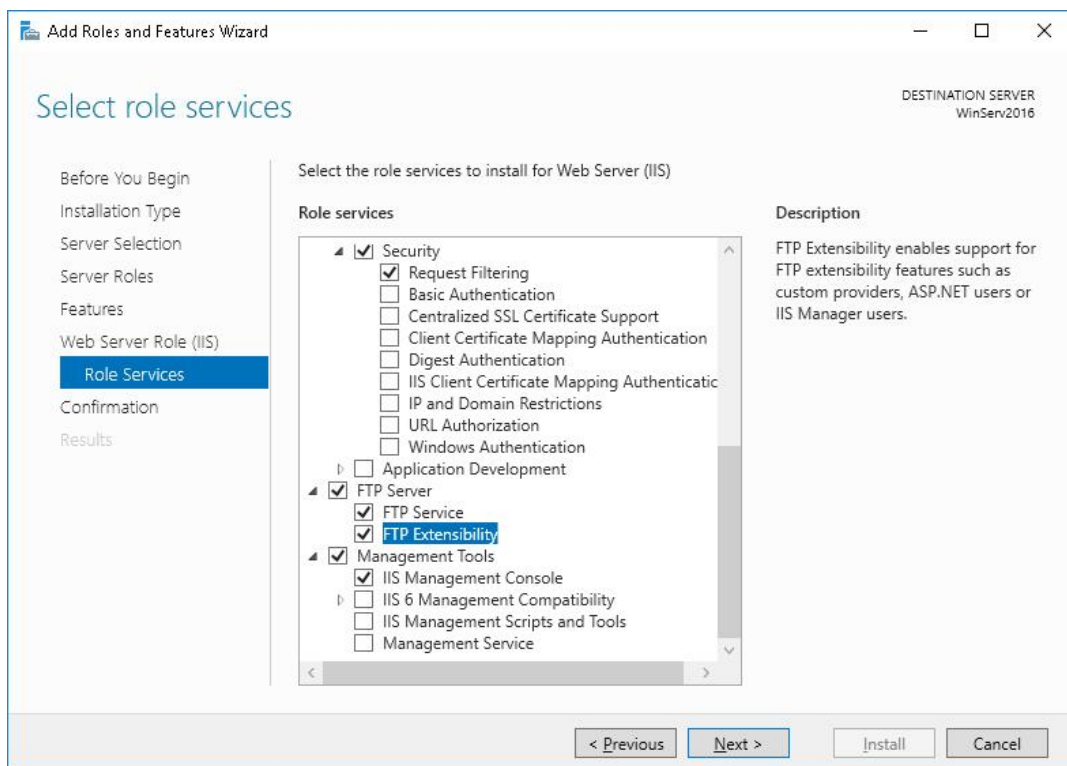 Add Roles and Features Wizard
Select role services
DESTINATION SERVER
WinServ2016
Before You Begin
Installation Type
Server Selection
Server Roles
Features
Web Server Role (IIS)
Role Services
Confirmation
Results
Select the role services to install for Web Server (IIS)
Role services
Security
Request Filtering
Basic Authentication
Centralized SSL Certificate Support
Client Certificate Mapping Authentication
Digest Authentication
IIS Client Certificate Mapping Authenticatic
IP and Domain Restrictions
URL Authorization
Windows Authentication
Application Development
FTP Server
FTP Service
FTP Extensibility
Management Tools
IIS Management Console
IIS 6 Management Compatibility
IIS Management Scripts and Tools
Management Service
Description
FTP Extensibility enables support for
FTP extensibility features such as
custom providers, ASP.NET users or
IIS Manager users.
< Previous
Next >
Install
Cancel